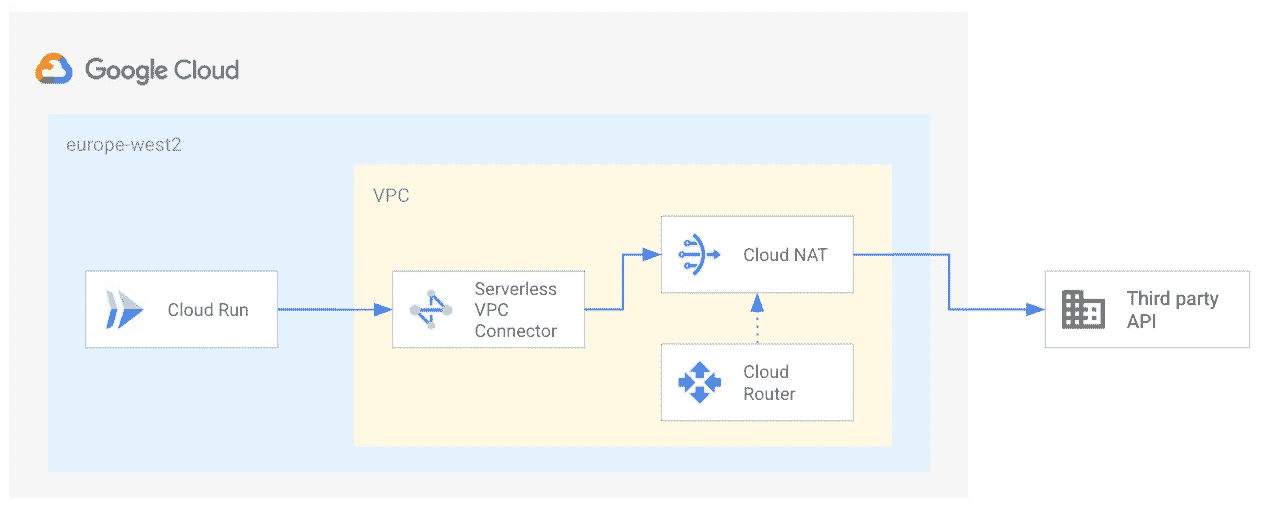 Google Cloud
europe-west2
VPC
Cloud Run
Serverless
VPC
Connector
Cloud NAT
Cloud
Router
Third party
API